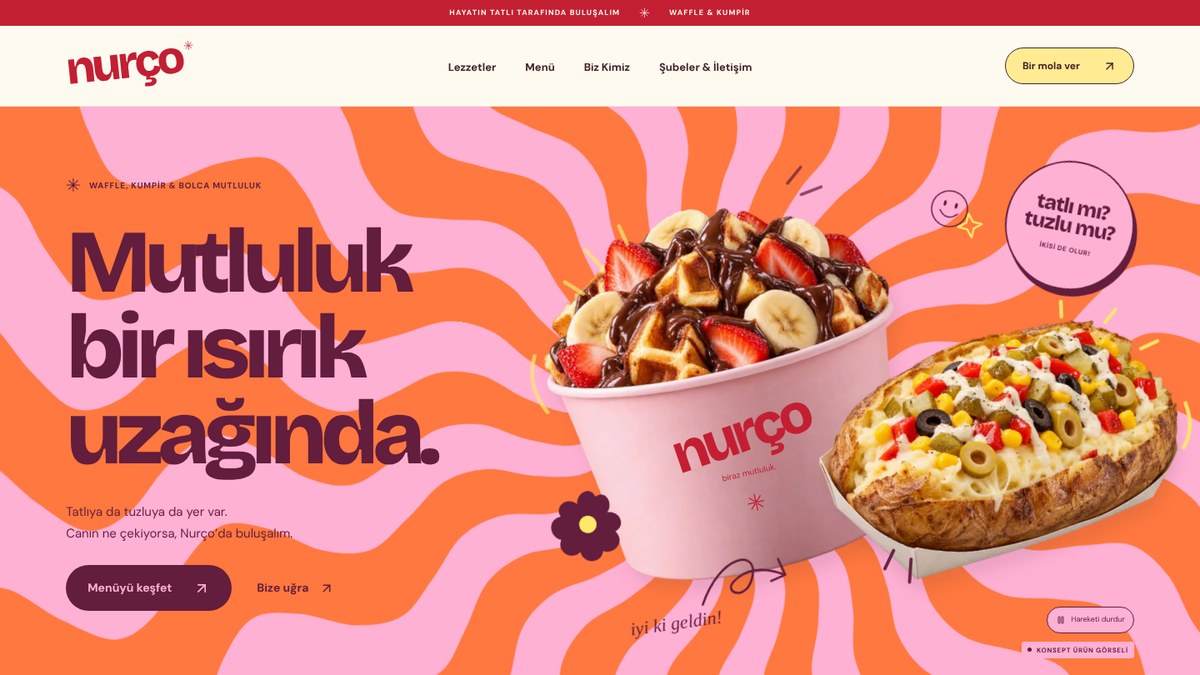 HAYATIN TATLI TARAFINDA BULUŞALIM
WAFFLE & KUMPİR
nurço
Lezzetler
Menü
Biz Kimiz
Şubeler & İletişim
Bir mola ver
WAFFLE, KUMPİR & BOLCA MUTLULUK
Mutluluk
bir ısırık
uzağında.
Tatlıya da tuzluya da yer var.
Canın ne çekiyorsa, Nurço'da buluşalım.
Menüyü keşfet
Bize uğra
tatlı mı?
tuzlu mu?
İKİSİ DE OLUR!
nurço
biraz mutluluk.
iyi ki geldin!
Hareketi durdur
KONSEPT ÜRÜN GÖRSELİ